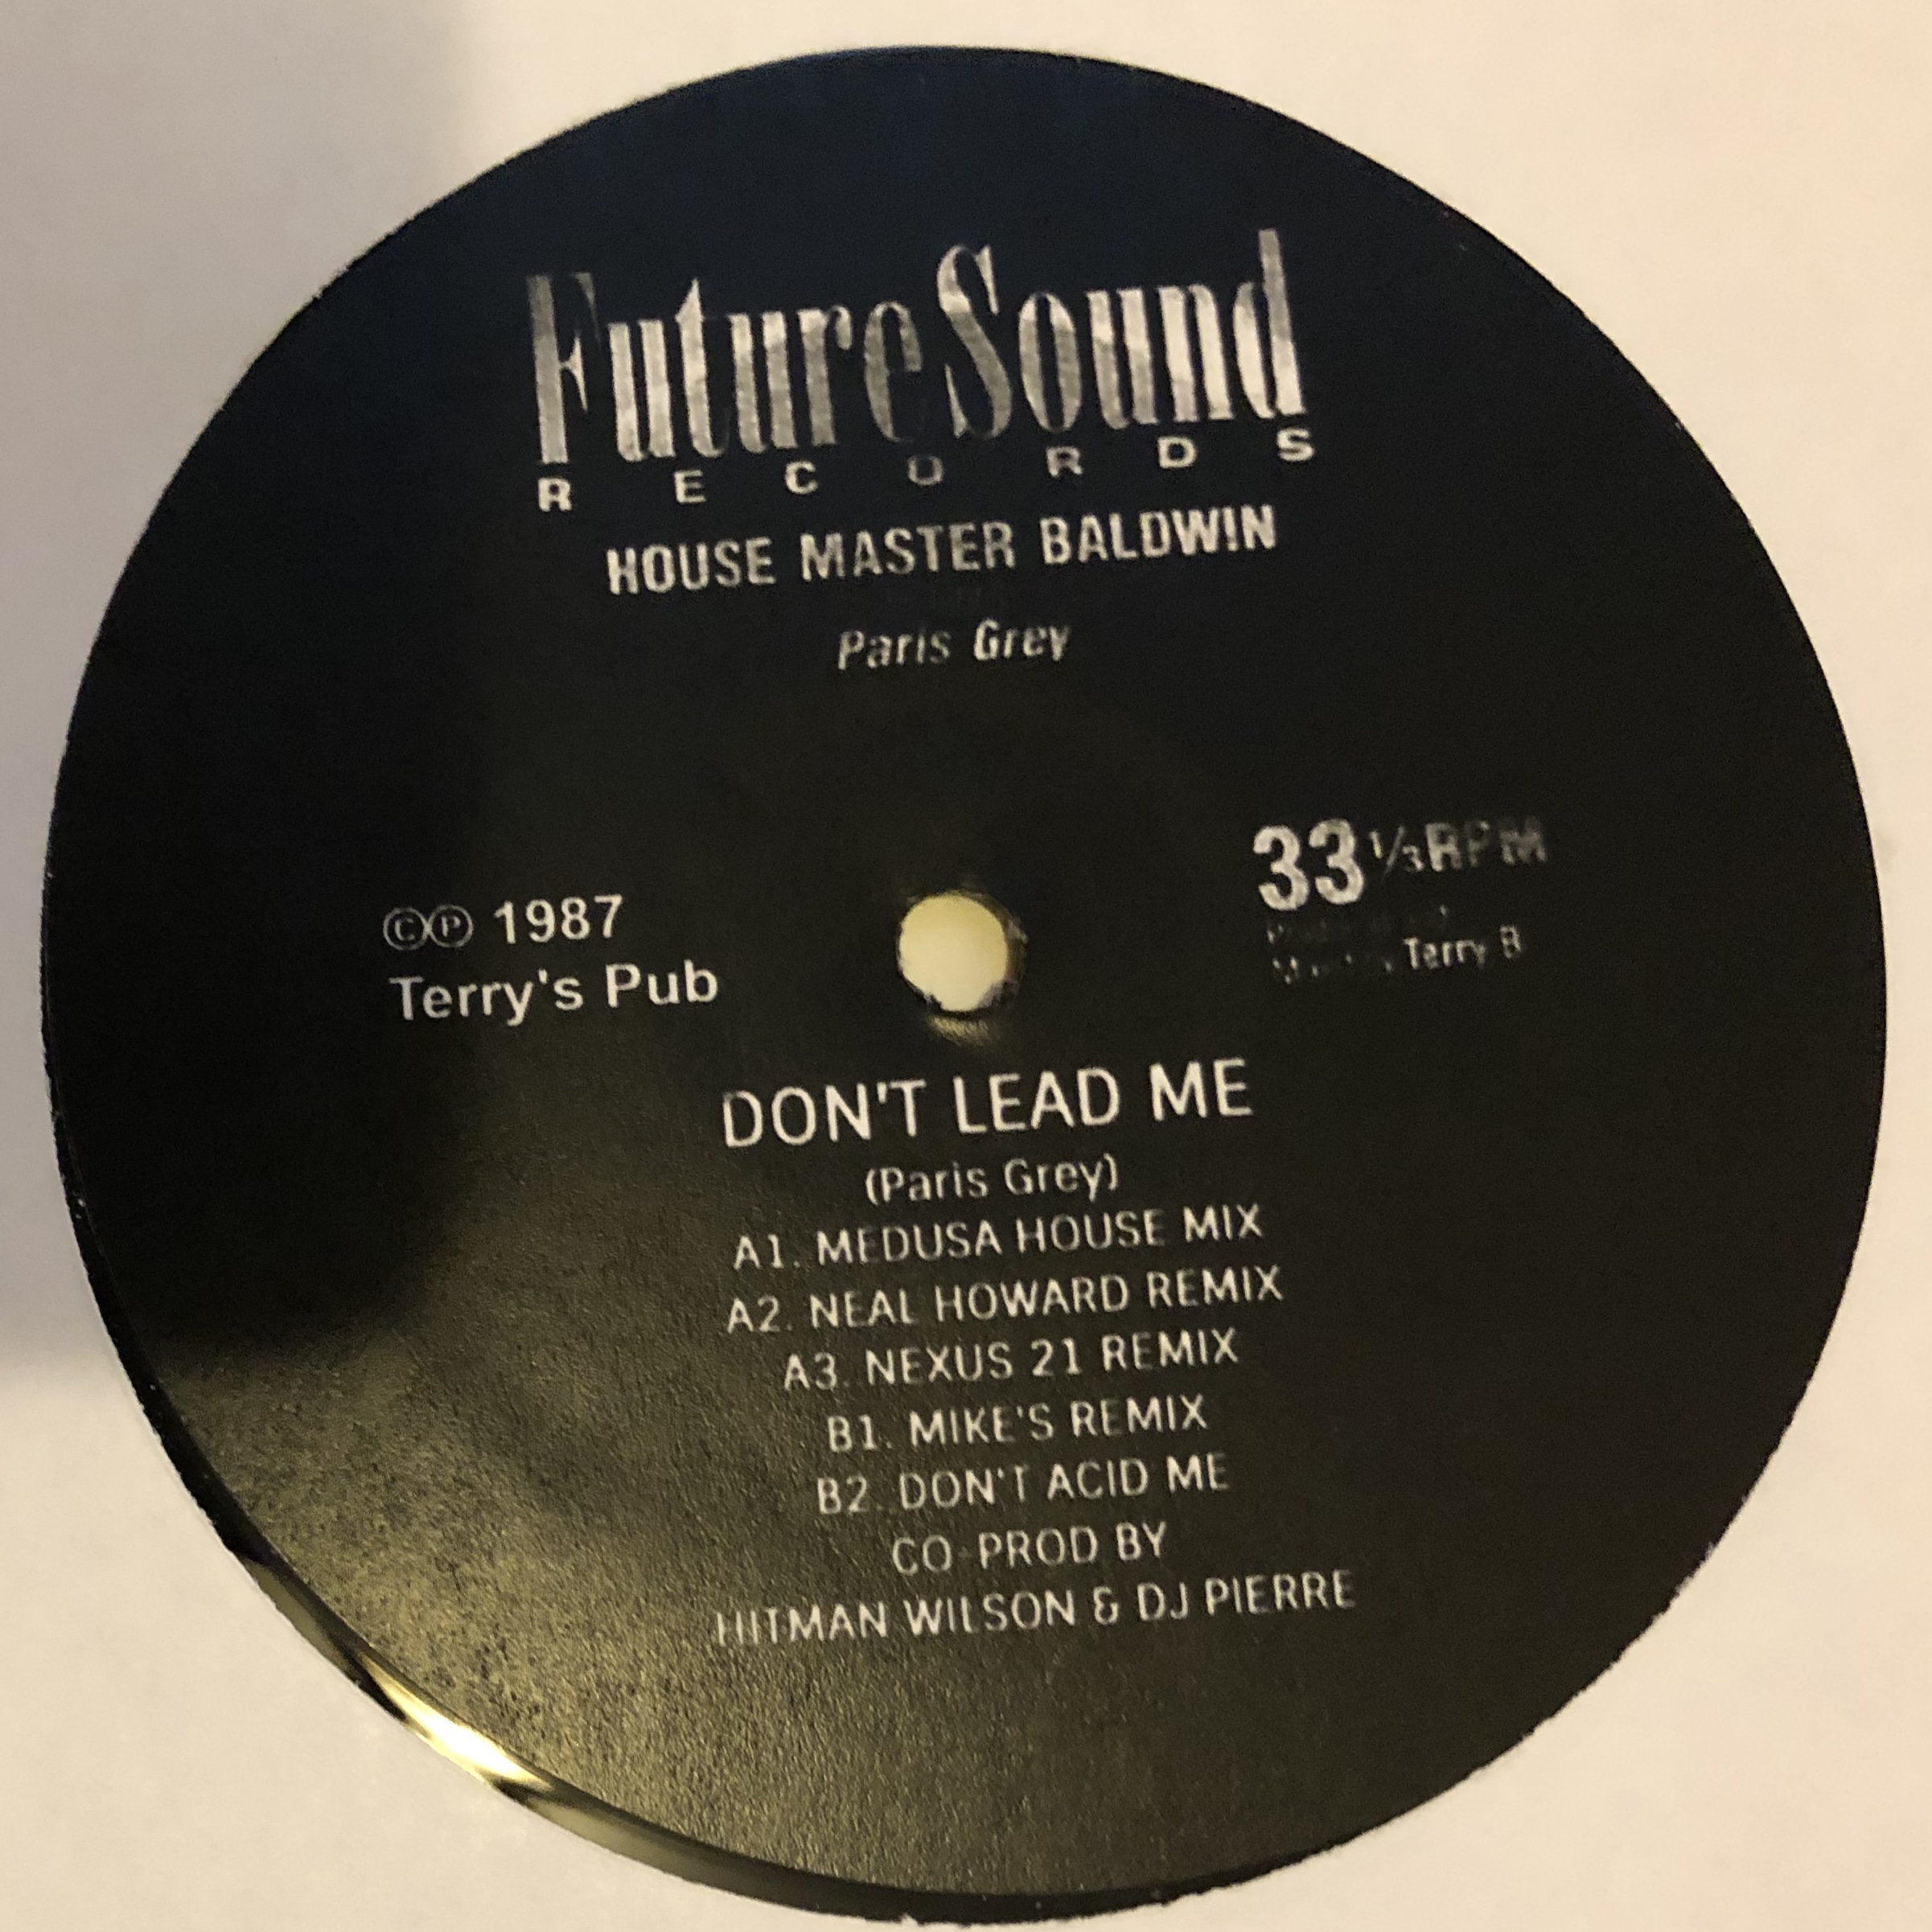 FutureSound
RECORDS
HOUSE MASTER BALDWIN
Paris Grey
33 1/3 RPM
Terry B
©℗ 1987
Terry's Pub
DON'T LEAD ME
(Paris Grey)
A1. MEDUSA HOUSE MIX
A2. NEAL HOWARD REMIX
A3. NEXUS 21 REMIX
B1. MIKE'S REMIX
B2. DON'T ACID ME
CO-PROD BY
HITMAN WILSON & DJ PIERRE